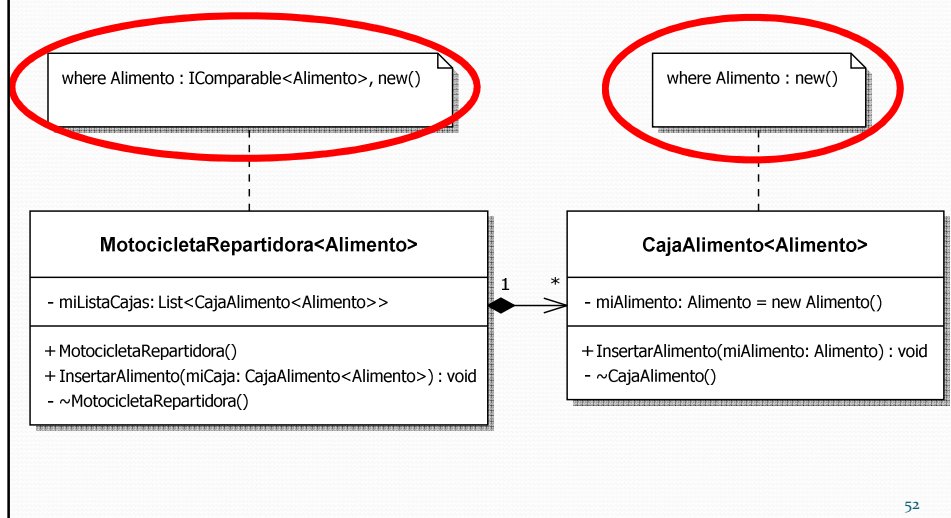 where Alimento : IComparable<Alimento>, new()
where Alimento : new()
MotocicletaRepartidora<Alimento>
- miListaCajas: List<CajaAlimento<Alimento>>
+ MotocicletaRepartidora()
+ InsertarAlimento(miCaja: CajaAlimento<Alimento>) : void
- ~MotocicletaRepartidora()
1
*
CajaAlimento<Alimento>
- miAlimento: Alimento = new Alimento()
+ InsertarAlimento(miAlimento: Alimento) : void
- ~CajaAlimento()
52